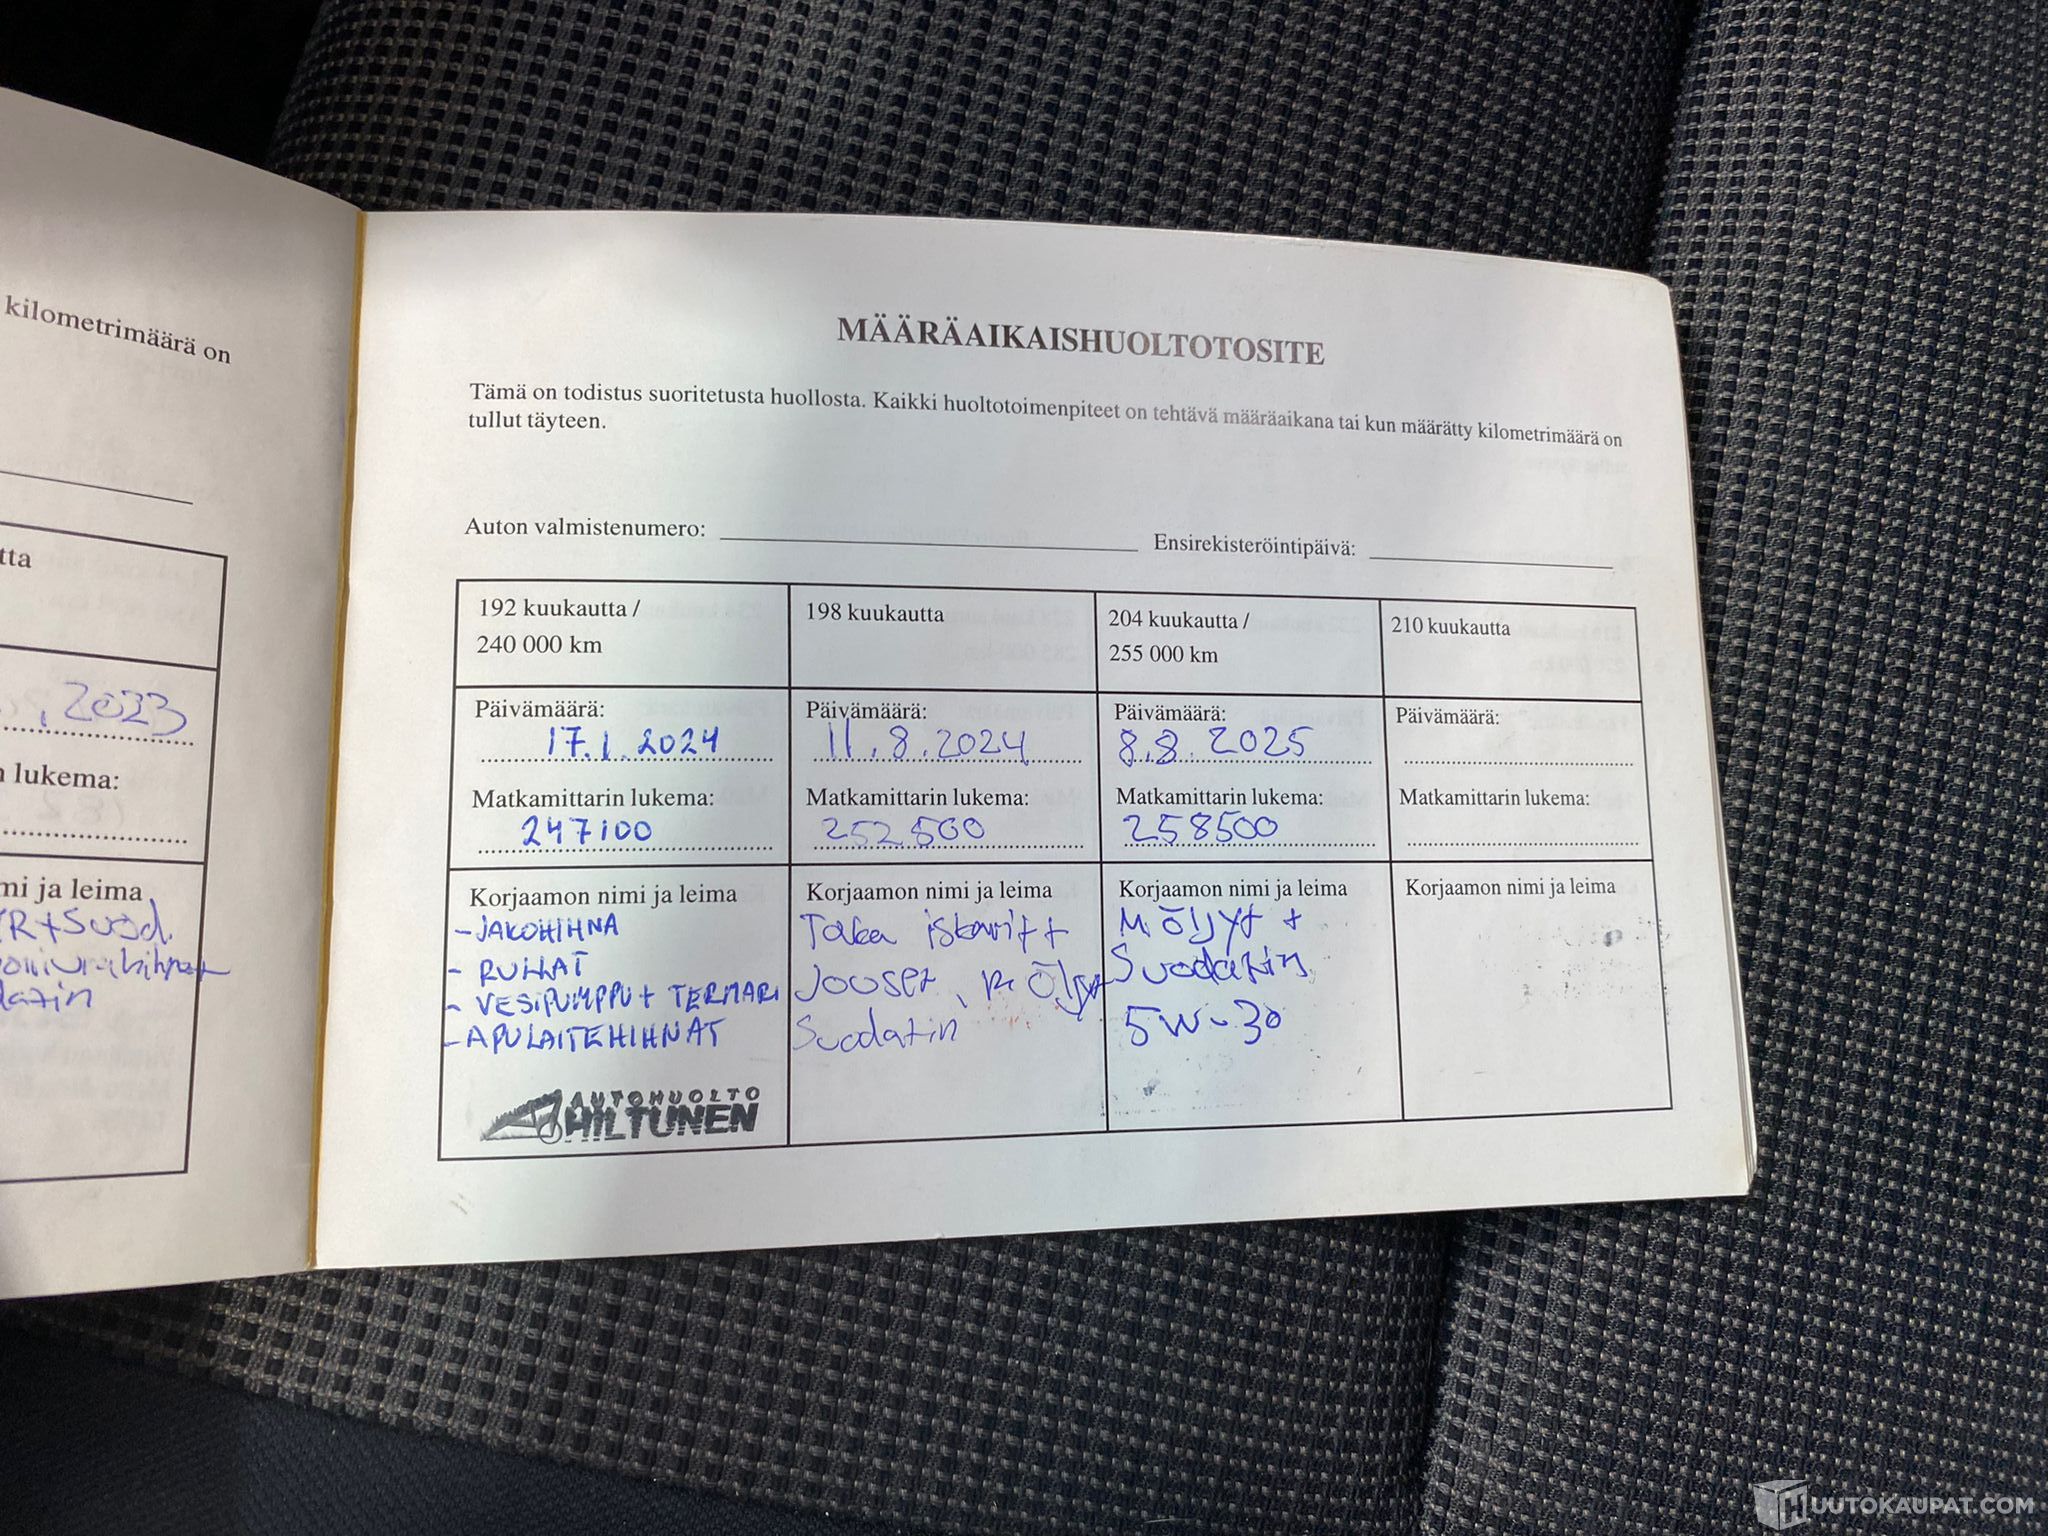 kilometrimäärä on
tta
2023
lukema:
mi ja leima
MÄÄRÄAIKAISHUOLTOTOSITE
Tämä on todistus suoritetusta huollosta. Kaikki huoltotoimenpiteet on tehtävä määräaikana tai kun määrätty kilometrimäärä on
tullut täyteen.
Auton valmistenumero: Ensirekisteröintipäivä:
192 kuukautta /
240 000 km
Päivämäärä:
17.1.2024
Matkamittarin lukema:
247100
Korjaamon nimi ja leima
- JAKOHIHNA
- RULLAT
- VESIPUMPPU + TERMARI
- APULAITEHIHNAT
AUTOHUOLTO
HILTUNEN
198 kuukautta
Päivämäärä:
11.8.2024
Matkamittarin lukema:
252500
Korjaamon nimi ja leima
Taka iskarit +
Jouset,
Suodatin
204 kuukautta /
255 000 km
Päivämäärä:
8.8.2025
Matkamittarin lukema:
258500
Korjaamon nimi ja leima
M. Öljyt +
Suodatin
5W-30
210 kuukautta
Päivämäärä:
Matkamittarin lukema:
Korjaamon nimi ja leima
HUUTOKAUPAT.COM